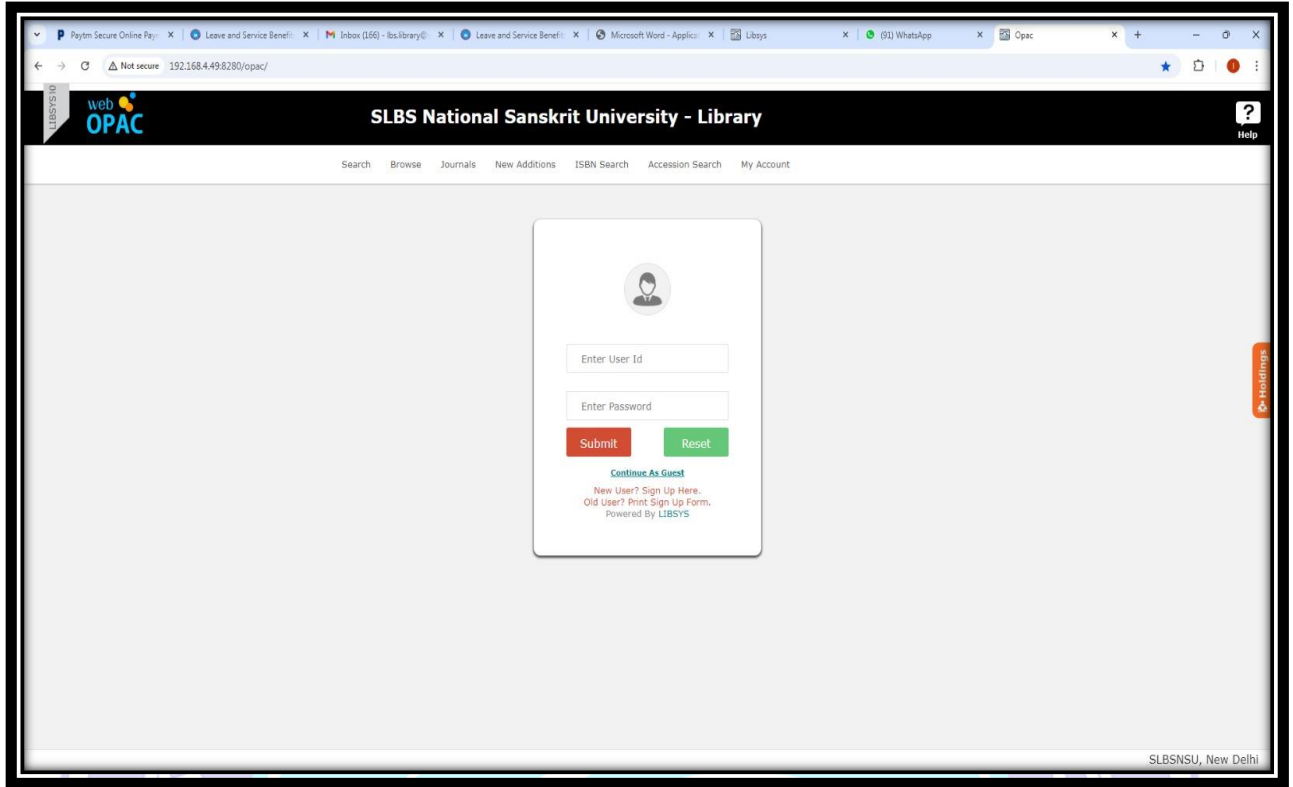 Paytm Secure Online Pay
Leave and Service Benefit
Inbox (166) - lbs.library@
Leave and Service Benefit
Microsoft Word - Applica
Libsys
(91) WhatsApp
Opac
Not secure
192.168.4.49:8280/opac/
LIBSYS10
web
OPAC
SLBS National Sanskrit University - Library
?
Help
Search Browse Journals New Additions ISBN Search Accession Search My Account
Enter User Id
Enter Password
Submit Reset
Continue As Guest
New User? Sign Up Here.
Old User? Print Sign Up Form.
Powered By LIBSYS
Holdings
SLBSNSU, New Delhi